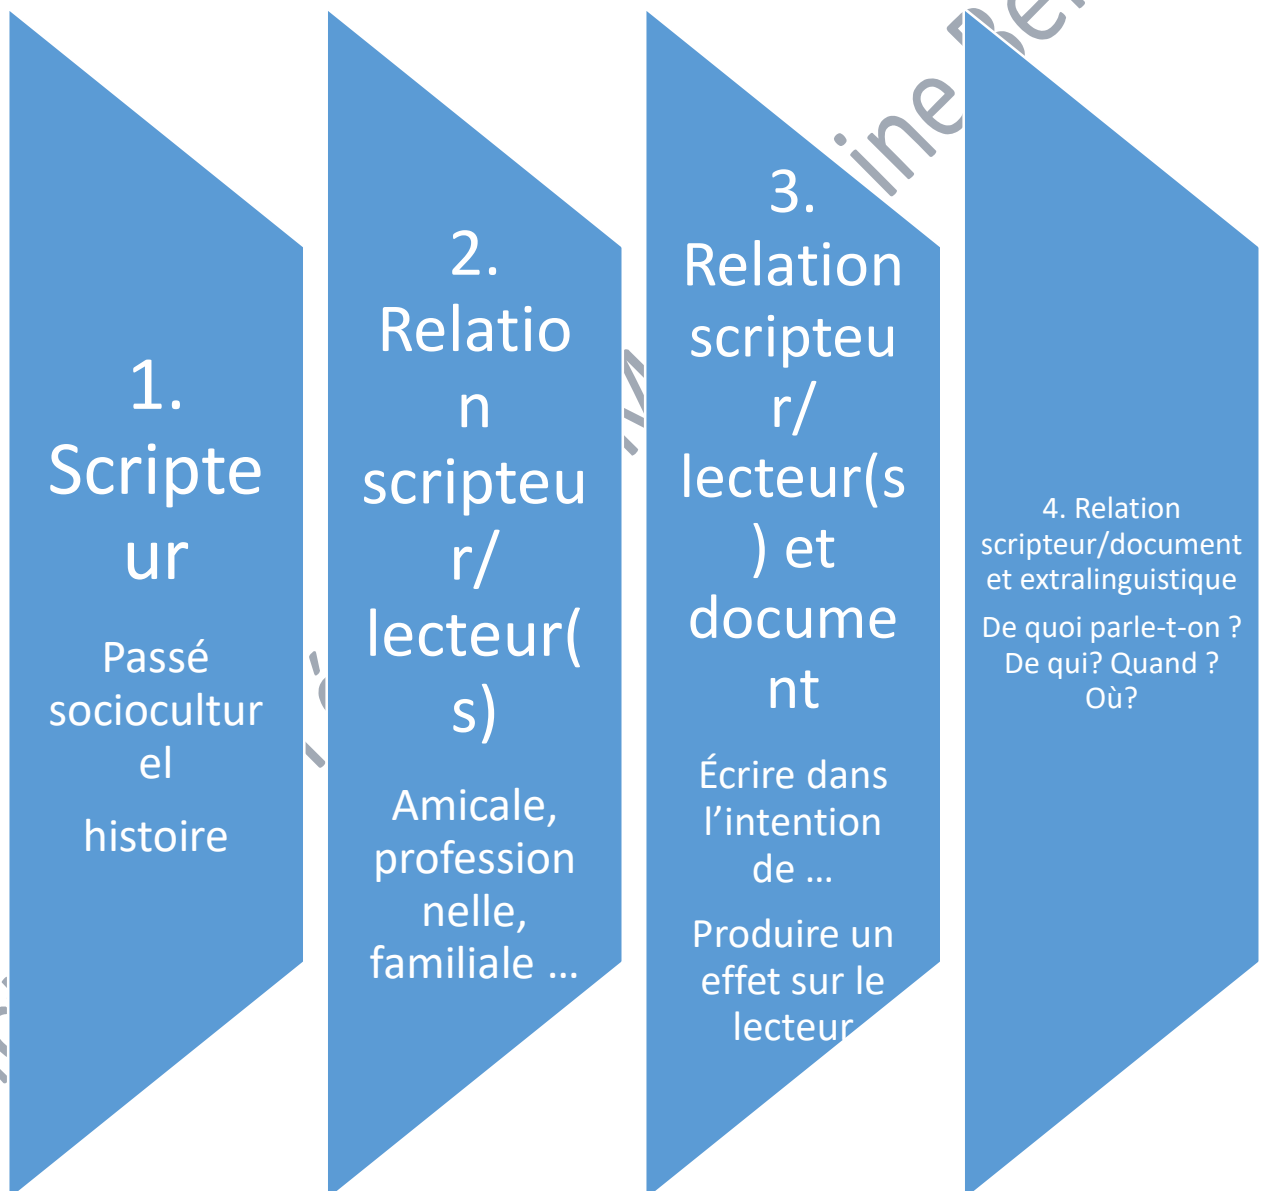 1.
Scripte
ur
Passé
sociocultur
el
histoire
2.
Relatio
n
scripteu
r/
lecteur(
s)
Amicale,
profession
nelle,
familiale ...
3.
Relation
scripteu
r/
lecteur(s
) et
docume
nt
Écrire dans
l’intention
de ...
Produire un
effet sur le
lecteur
4. Relation
scripteur/document
et extralinguistique
De quoi parle-t-on ?
De qui? Quand ?
Où?